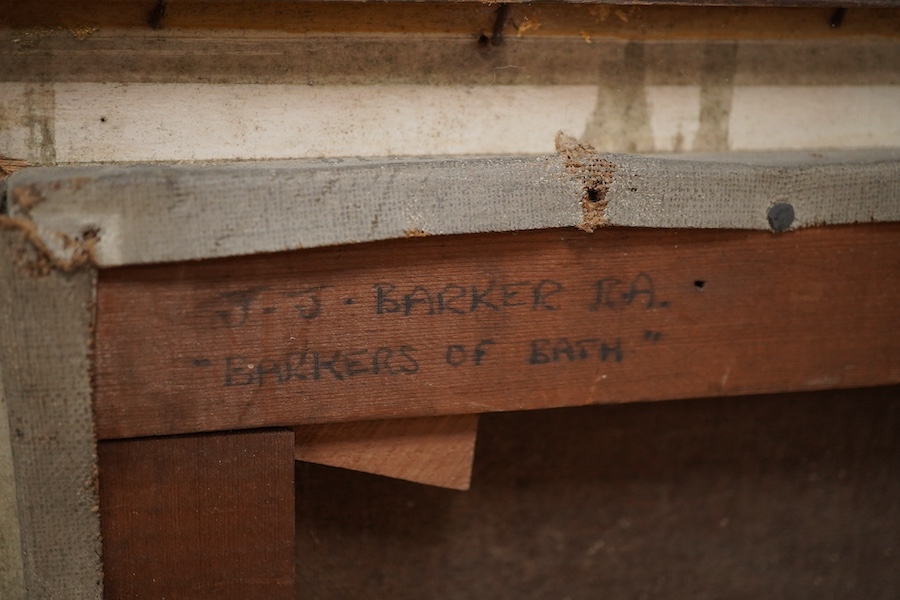 J. J. BARKER R.A.
"BARKERS OF BATH"